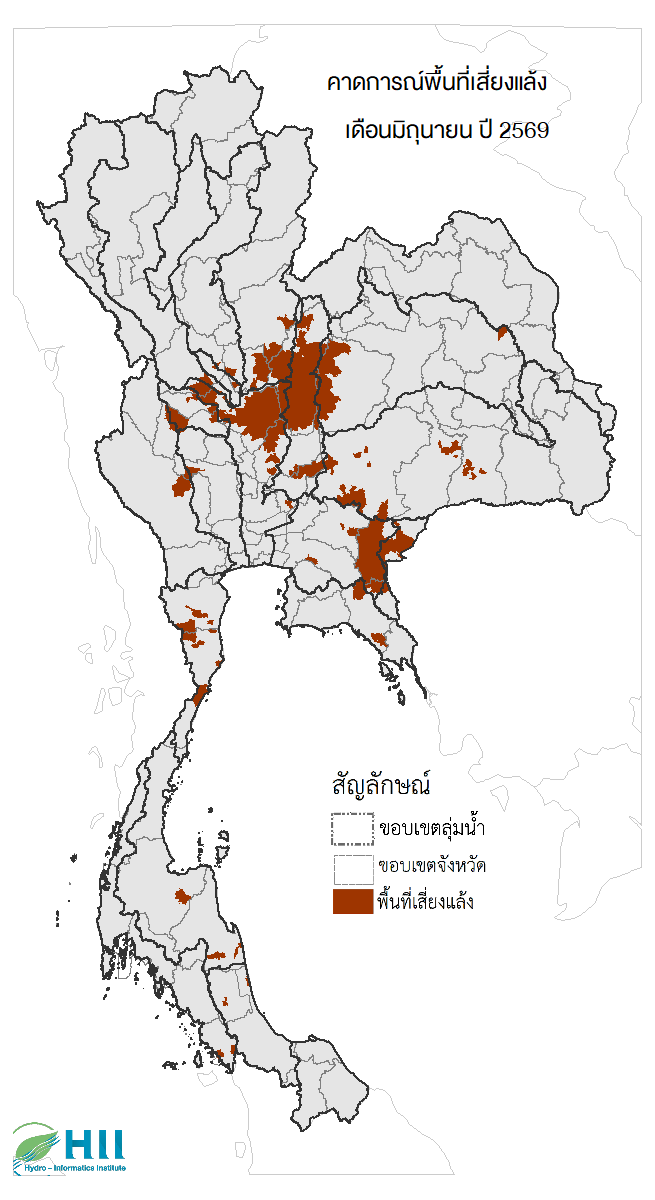 คาดการณ์พื้นที่เสี่ยงแล้ง
เดือนมิถุนายน ปี 2569
สัญลักษณ์
ขอบเขตลุ่มน้ำ
ขอบเขตจังหวัด
พื้นที่เสี่ยงแล้ง
HII
Hydro – Informatics Institute